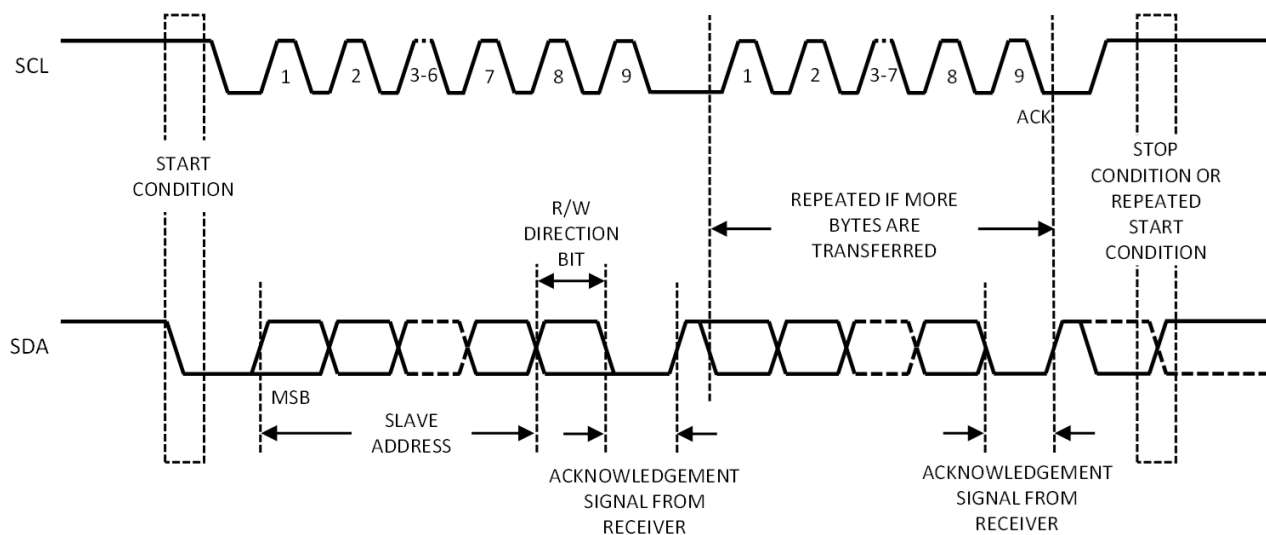 SCL
1 2 3-6 7 8 9 1 2 3-7 8 9
ACK
START
CONDITION
R/W
DIRECTION
BIT
REPEATED IF MORE
BYTES ARE
TRANSFERRED
STOP
CONDITION OR
REPEATED
START
CONDITION
SDA
MSB
SLAVE
ADDRESS
ACKNOWLEDGEMENT
SIGNAL FROM
RECEIVER
ACKNOWLEDGEMENT
SIGNAL FROM
RECEIVER